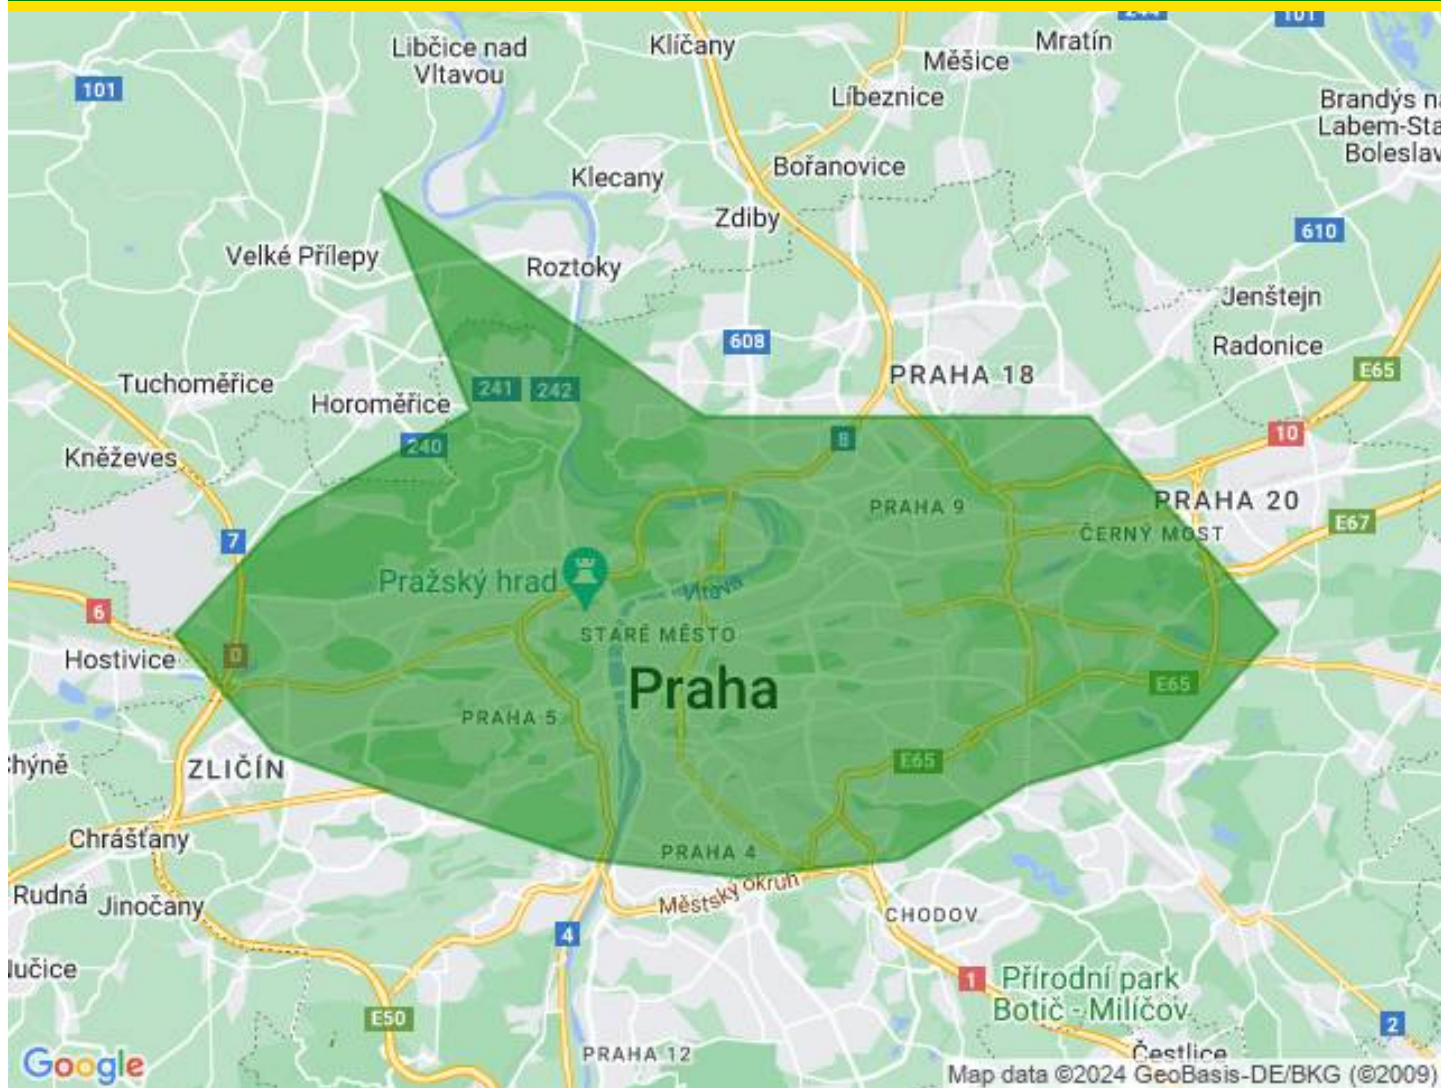 Libčice nad
Vltavou
Klíčany
Mratín
101
Měšice
101
Líbeznice
Brandýs n
Labem-Sta
Boleslav
Klecany
Bořanovice
Zdiby
610
Velké Přílepy
Roztoky
Jenštejn
608
Radonice
PRAHA 18
E65
Tuchoměřice
241
242
Horoměřice
10
240
8
Kněževes
PRAHA 20
PRAHA 9
E67
ČERNÝ MOST
7
Pražský hrad
Vltava
6
STARÉ MĚSTO
Hostivice
0
Praha
E65
PRAHA 5
hýně
ZLIČÍN
E65
Chrášťany
PRAHA 4
Městský okruh
Rudná
Jinočany
CHODOV
4
lučice
1
Přírodní park
Botič - Milíčov
E50
2
PRAHA 12
Čestlice
Google
Map data ©2024 GeoBasis-DE/BKG (©2009)